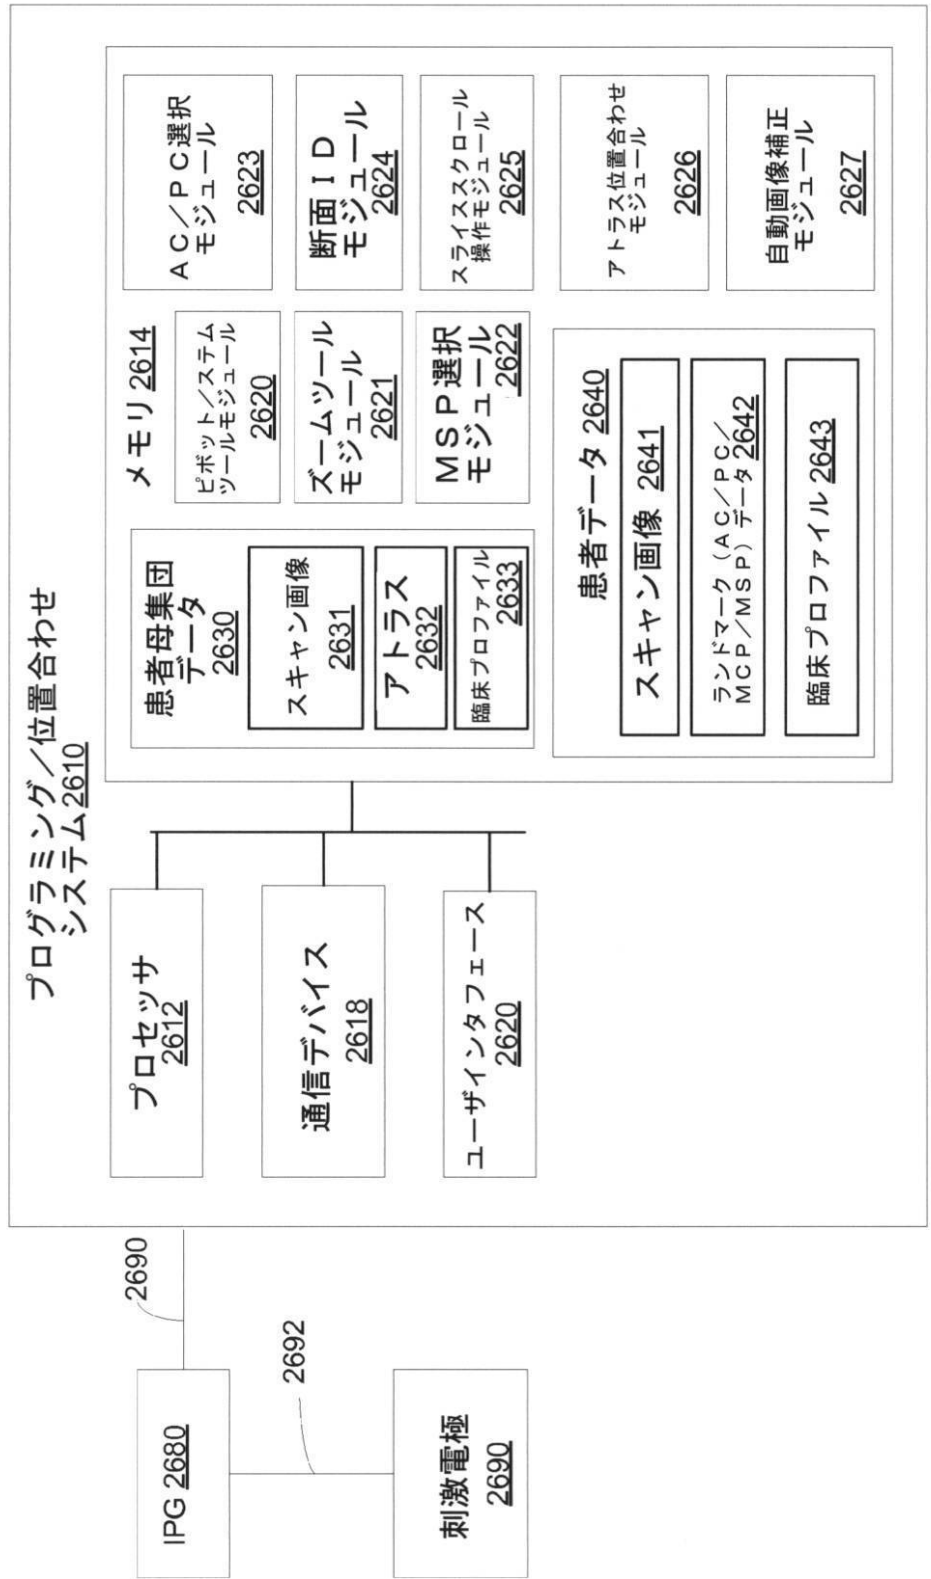 プログラミング／位置合わせ
システム2610
プロセッサ
2612
通信デバイス
2618
ユーザインタフェース
2620
メモリ 2614
患者母集団
データ
2630
スキャン画像
2631
アトラス
2632
臨床プロファイル
2633
ピボット／ステム
ツールモジュール
2620
ズームツール
モジュール
2621
ＭＳＰ選択
モジュール
2622
ＡＣ／ＰＣ選択
モジュール
2623
断面ＩＤ
モジュール
2624
スライススクロール
操作モジュール
2625
アトラス位置合わせ
モジュール
2626
自動画像補正
モジュール
2627
患者データ 2640
スキャン画像 2641
ランドマーク（ＡＣ／ＰＣ／
ＭＣＰ／ＭＳＰ）データ2642
臨床プロファイル 2643
2690
IPG 2680
2692
刺激電極
2690